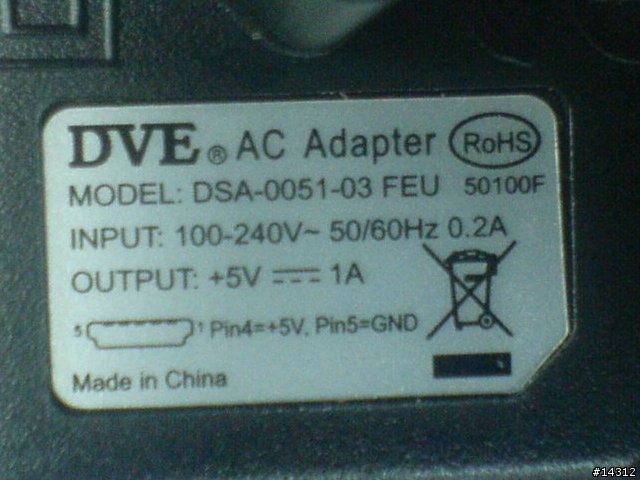 DVE® AC Adapter RoHS
MODEL: DSA-0051-03 FEU 50100F
INPUT: 100-240V~ 50/60Hz 0.2A
OUTPUT: +5V ⎓ 1A
5 1 Pin4=+5V, Pin5=GND
Made in China
#14312